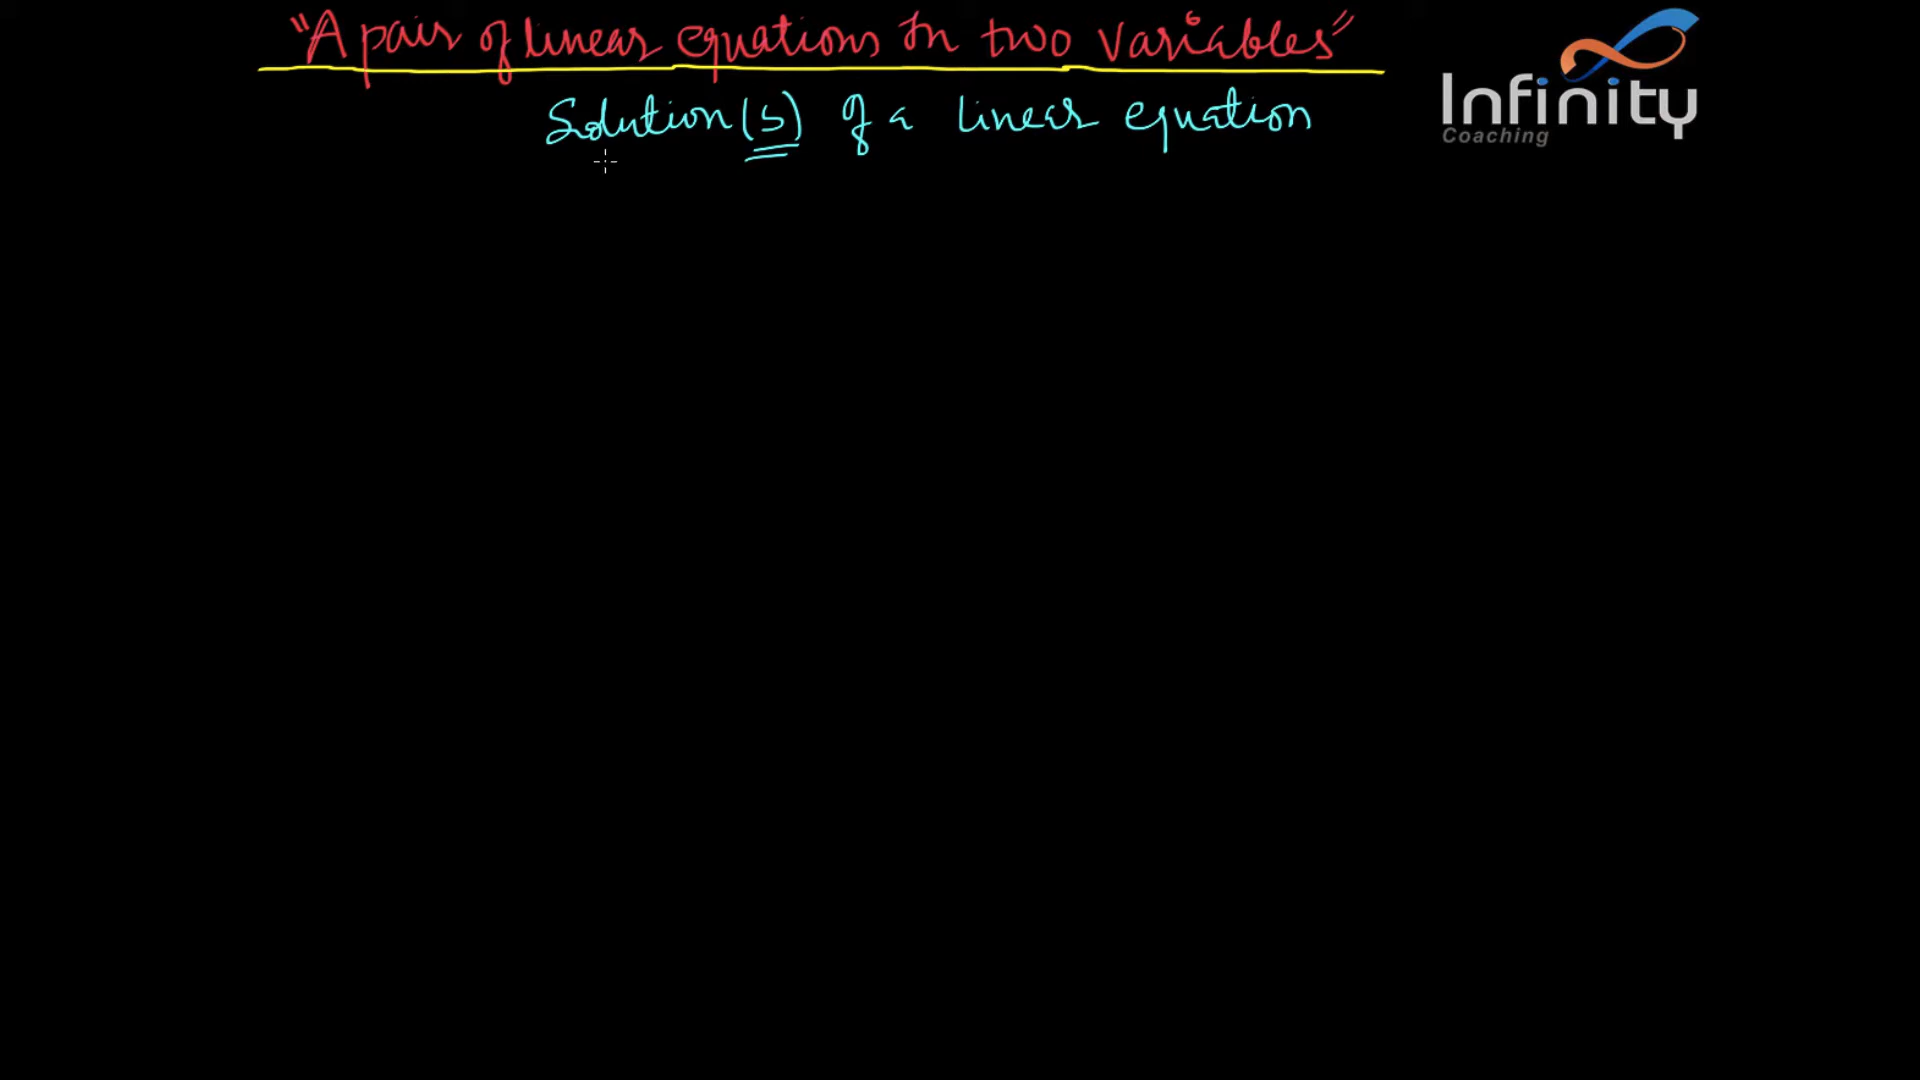 "A pair of linear equations in two variables"
Solution(s) of a linear equation
Infinity
Coaching